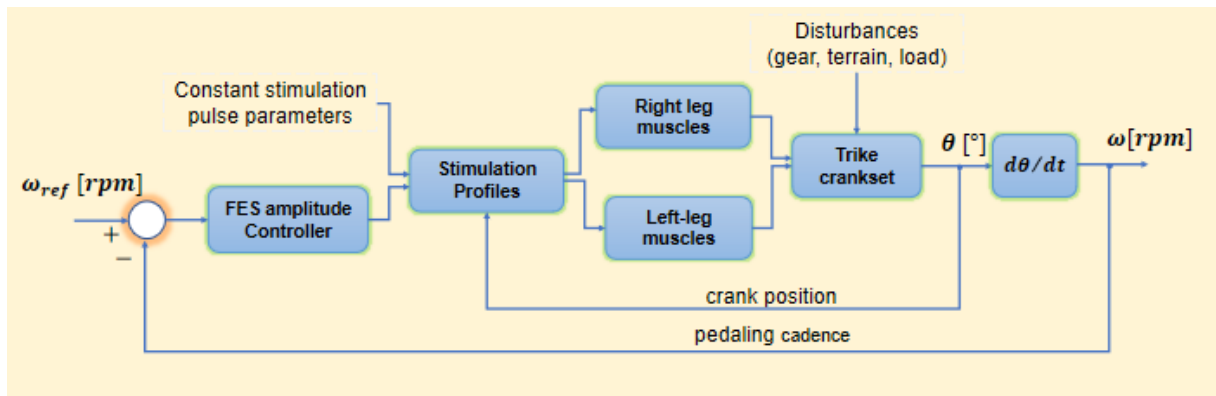 Disturbances
(gear, terrain, load)
Constant stimulation
pulse parameters
Right leg
muscles
ω_ref [rpm]
+
−
FES amplitude
Controller
Stimulation
Profiles
Left-leg
muscles
Trike
crankset
θ [°]
dθ/dt
ω[rpm]
crank position
pedaling cadence